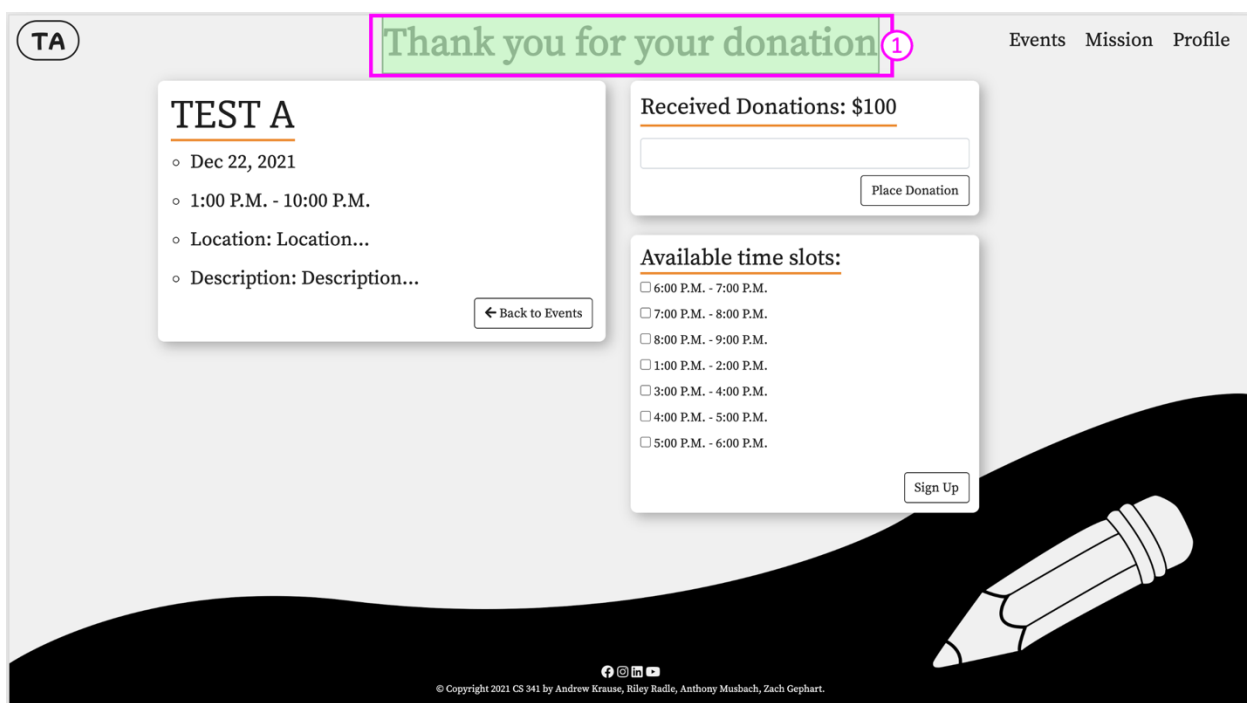 TA
Thank you for your donation
1
Events Mission Profile
TEST A
Dec 22, 2021
1:00 P.M. - 10:00 P.M.
Location: Location...
Description: Description...
Back to Events
Received Donations: $100
Place Donation
Available time slots:
6:00 P.M. - 7:00 P.M.
7:00 P.M. - 8:00 P.M.
8:00 P.M. - 9:00 P.M.
1:00 P.M. - 2:00 P.M.
3:00 P.M. - 4:00 P.M.
4:00 P.M. - 5:00 P.M.
5:00 P.M. - 6:00 P.M.
Sign Up
© Copyright 2021 CS 341 by Andrew Krause, Riley Radle, Anthony Musbach, Zach Gephart.